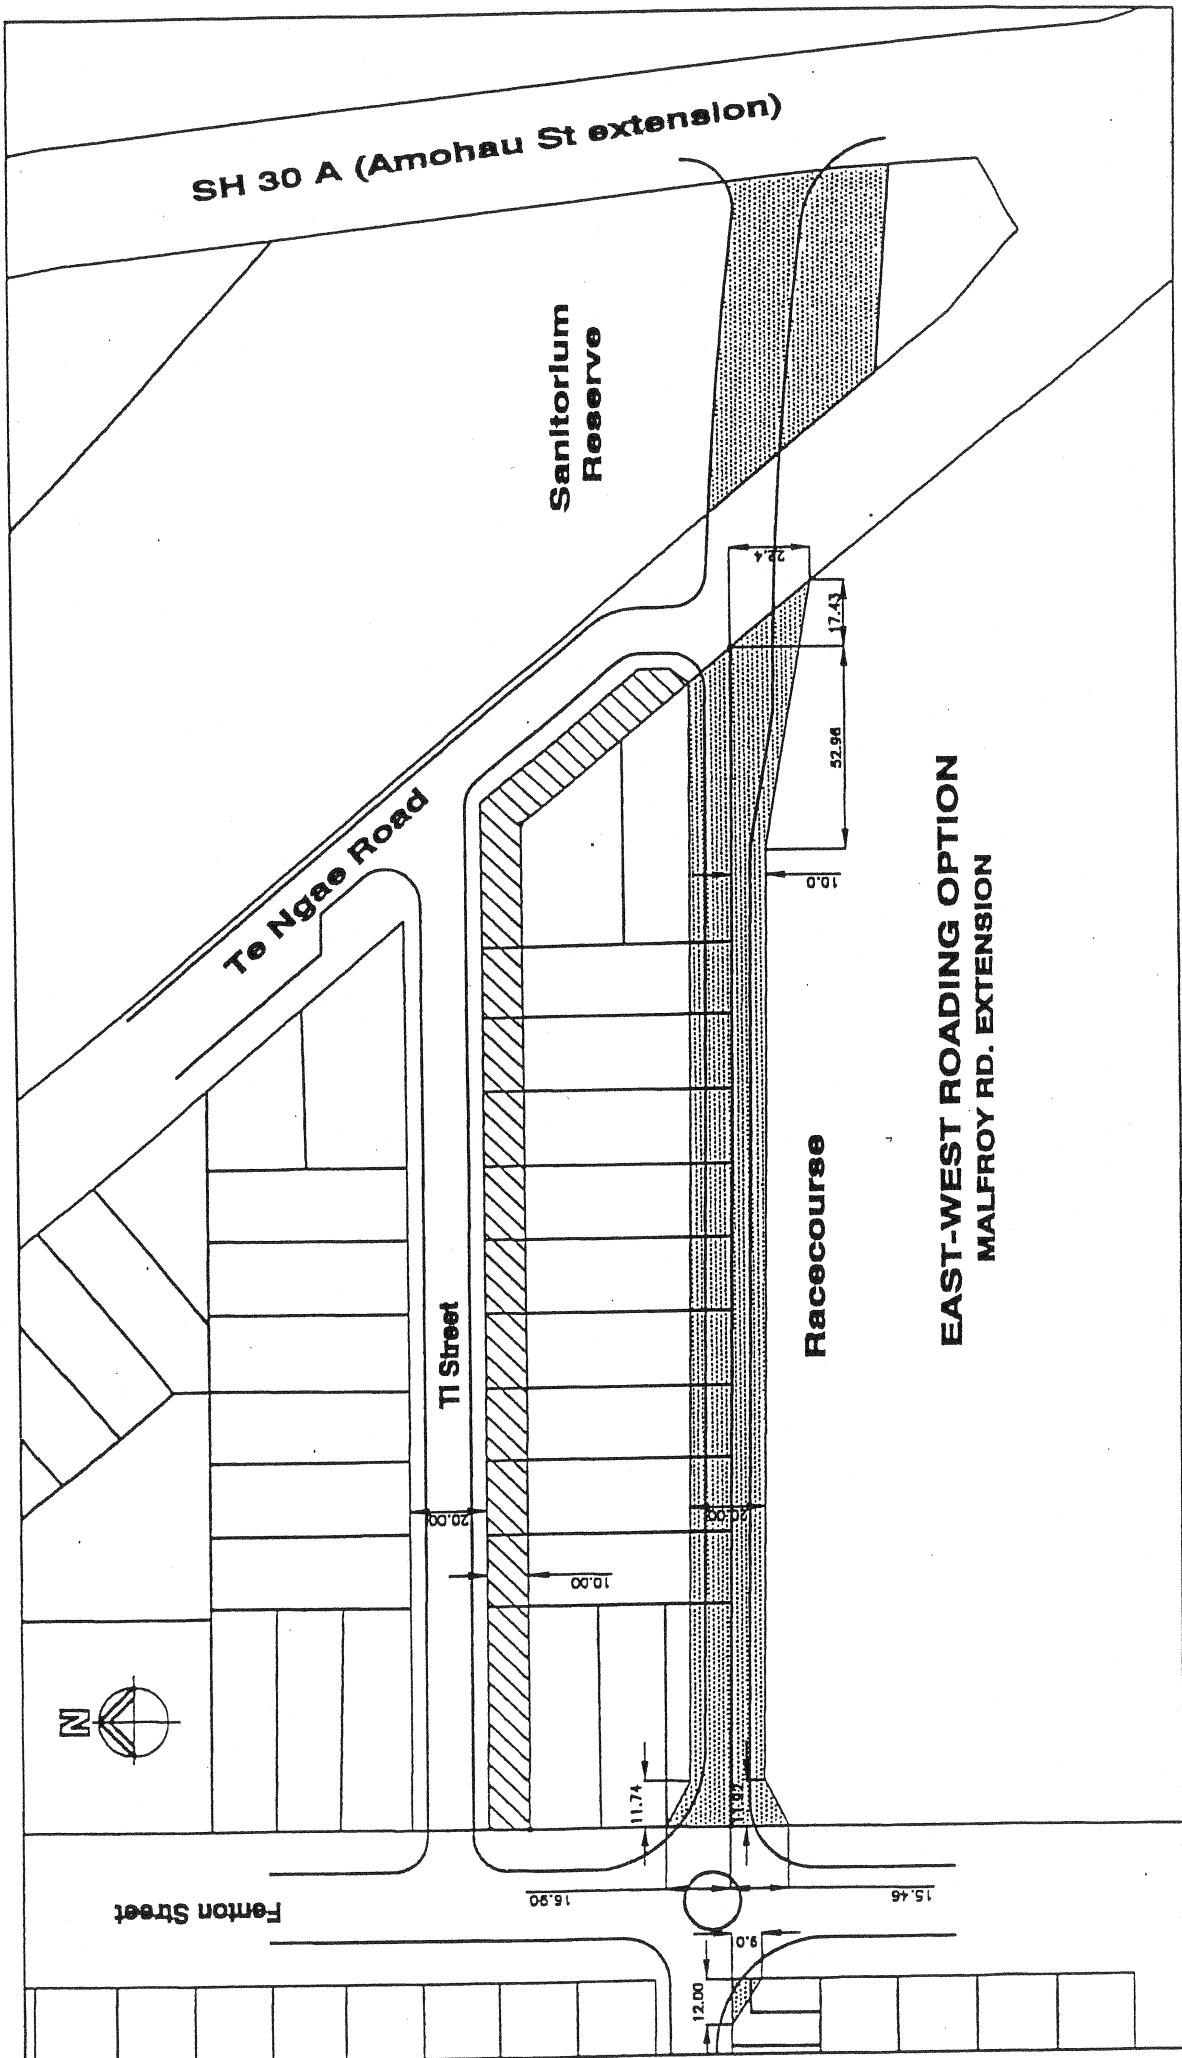 SH 30 A (Amohau St extension)
Sanitorium
Reserve
22.4
17.43
52.96
10.0
Te Ngae Road
EAST-WEST ROADING OPTION
MALFROY RD. EXTENSION
Racecourse
TI Street
20.00
20.00
10.00
N
11.74
11.92
Fenton Street
16.90
15.46
9.0
12.00